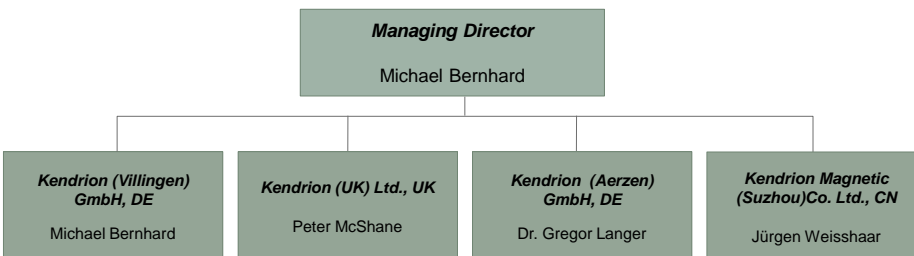 Managing Director
Michael Bernhard
Kendrion (Villingen)
GmbH, DE
Michael Bernhard
Kendrion (UK) Ltd., UK
Peter McShane
Kendrion (Aerzen)
GmbH, DE
Dr. Gregor Langer
Kendrion Magnetic
(Suzhou)Co. Ltd., CN
Jürgen Weisshaar